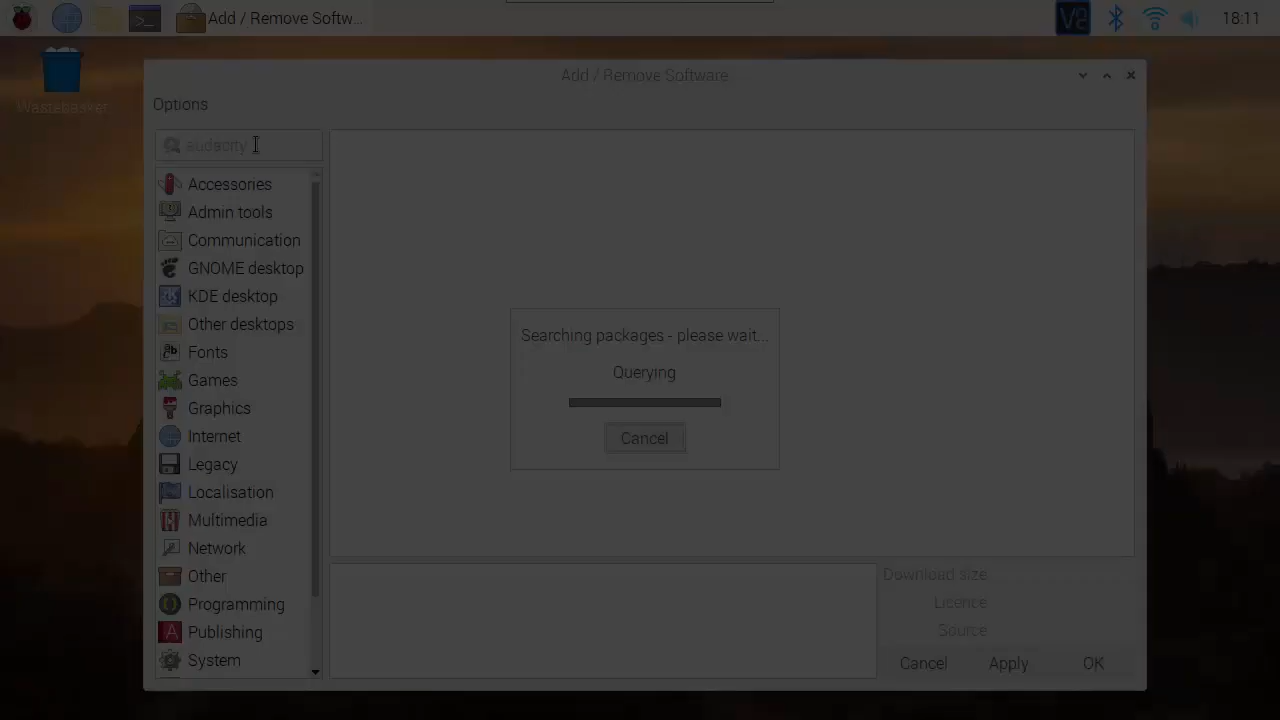 Add / Remove Softw...
18:11
Wastebasket
Add / Remove Software
Options
audacity
Accessories
Admin tools
Communication
GNOME desktop
KDE desktop
Other desktops
Fonts
Games
Graphics
Internet
Legacy
Localisation
Multimedia
Network
Other
Programming
Publishing
System
Searching packages - please wait...
Querying
Cancel
Download size
Licence
Source
Cancel Apply OK